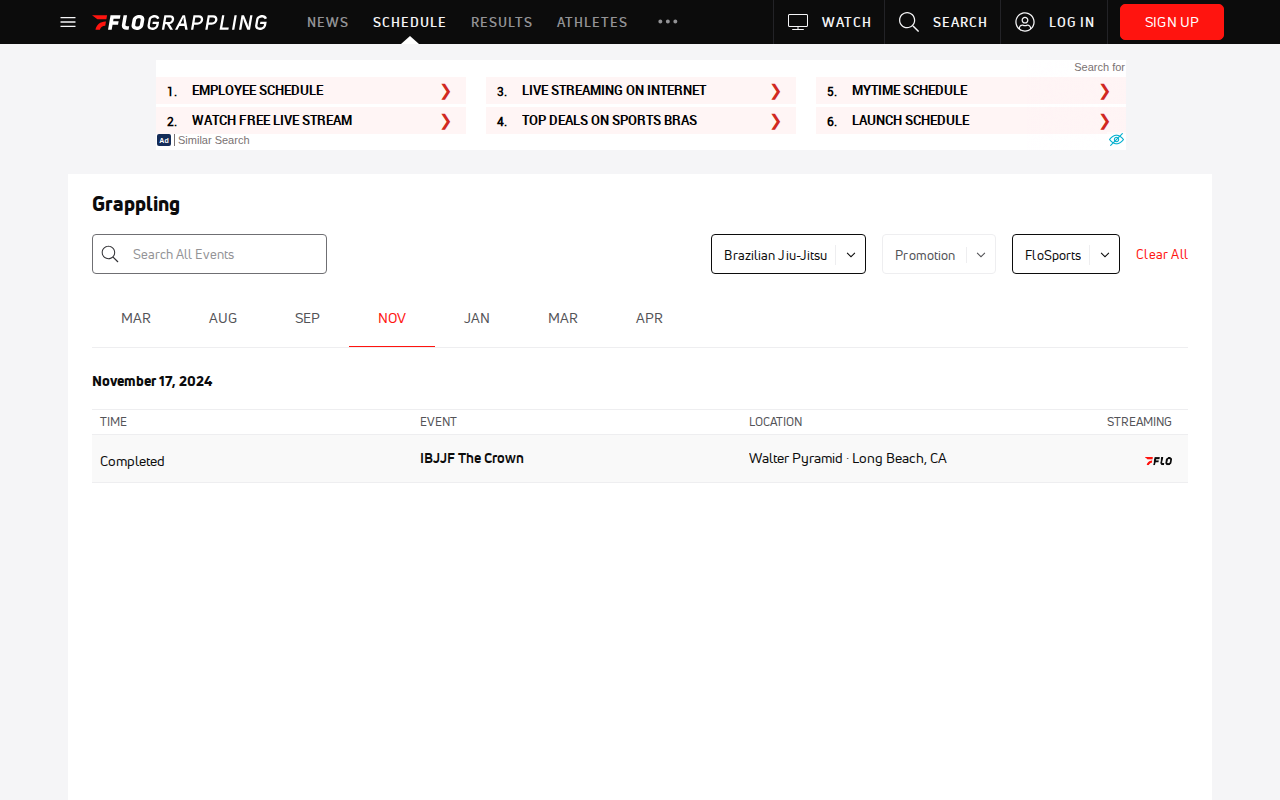 FLOGRAPPLING NEWS SCHEDULE RESULTS ATHLETES WATCH SEARCH LOG IN SIGN UP
Search for
1. EMPLOYEE SCHEDULE
2. WATCH FREE LIVE STREAM
3. LIVE STREAMING ON INTERNET
4. TOP DEALS ON SPORTS BRAS
5. MYTIME SCHEDULE
6. LAUNCH SCHEDULE
Ad Similar Search
Grappling
Search All Events Brazilian Jiu-Jitsu Promotion FloSports Clear All
MAR AUG SEP NOV JAN MAR APR
November 17, 2024
TIME EVENT LOCATION STREAMING
Completed IBJJF The Crown Walter Pyramid · Long Beach, CA FLO